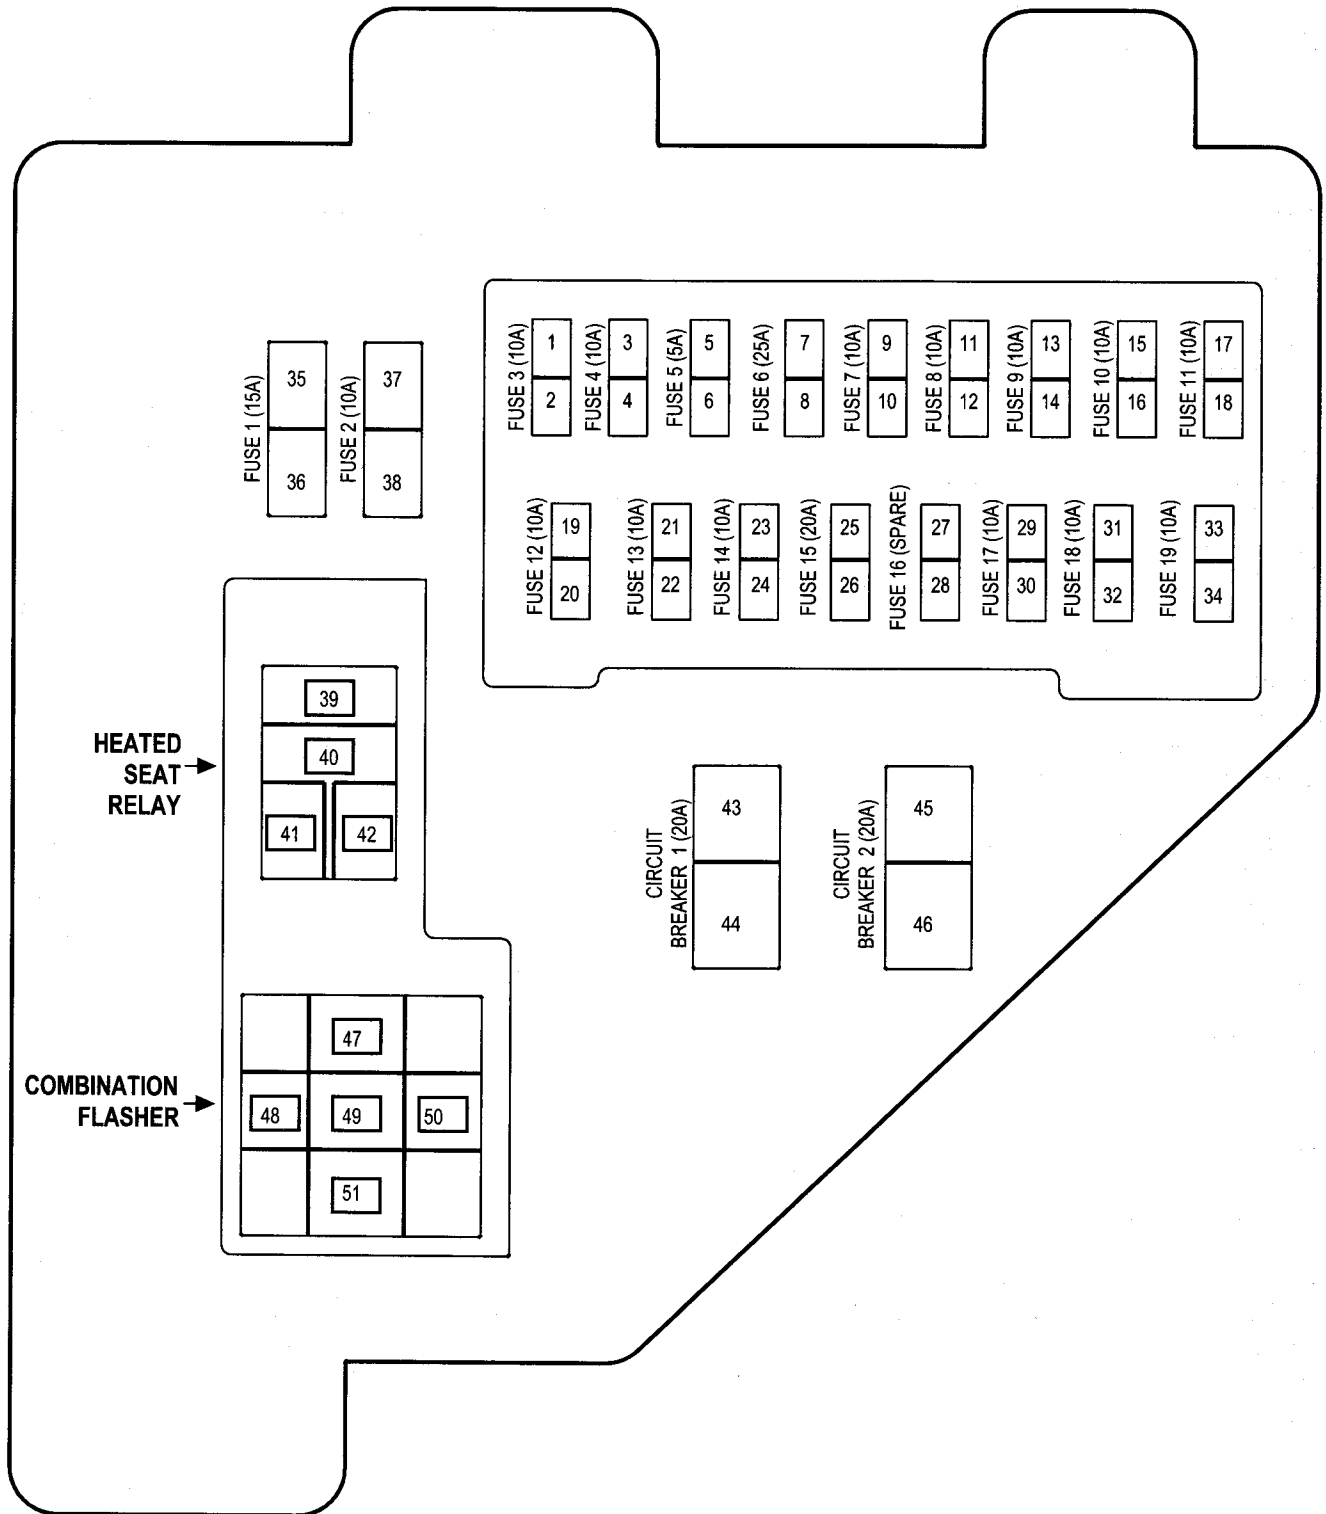 FUSE 3 (10A)
1
2
FUSE 4 (10A)
3
4
FUSE 5 (5A)
5
6
FUSE 6 (25A)
7
8
FUSE 7 (10A)
9
10
FUSE 8 (10A)
11
12
FUSE 9 (10A)
13
14
FUSE 10 (10A)
15
16
FUSE 11 (10A)
17
18
FUSE 1 (15A)
35
36
FUSE 2 (10A)
37
38
FUSE 12 (10A)
19
20
FUSE 13 (10A)
21
22
FUSE 14 (10A)
23
24
FUSE 15 (20A)
25
26
FUSE 16 (SPARE)
27
28
FUSE 17 (10A)
29
30
FUSE 18 (10A)
31
32
FUSE 19 (10A)
33
34
HEATED
SEAT
RELAY
39
40
41
42
CIRCUIT
BREAKER 1 (20A)
43
44
CIRCUIT
BREAKER 2 (20A)
45
46
COMBINATION
FLASHER
47
48
49
50
51